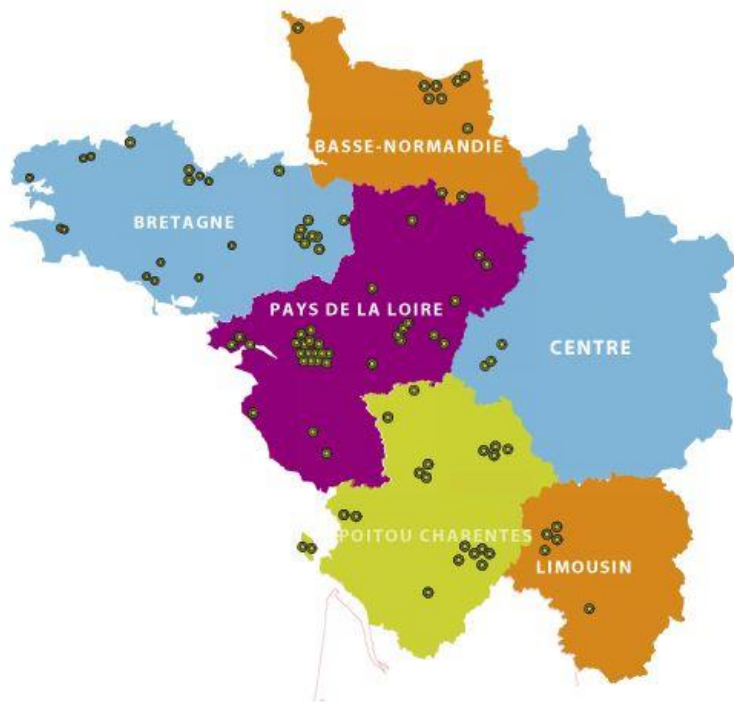 BASSE-NORMANDIE
BRETAGNE
PAYS DE LA LOIRE
CENTRE
POITOU CHARENTES
LIMOUSIN